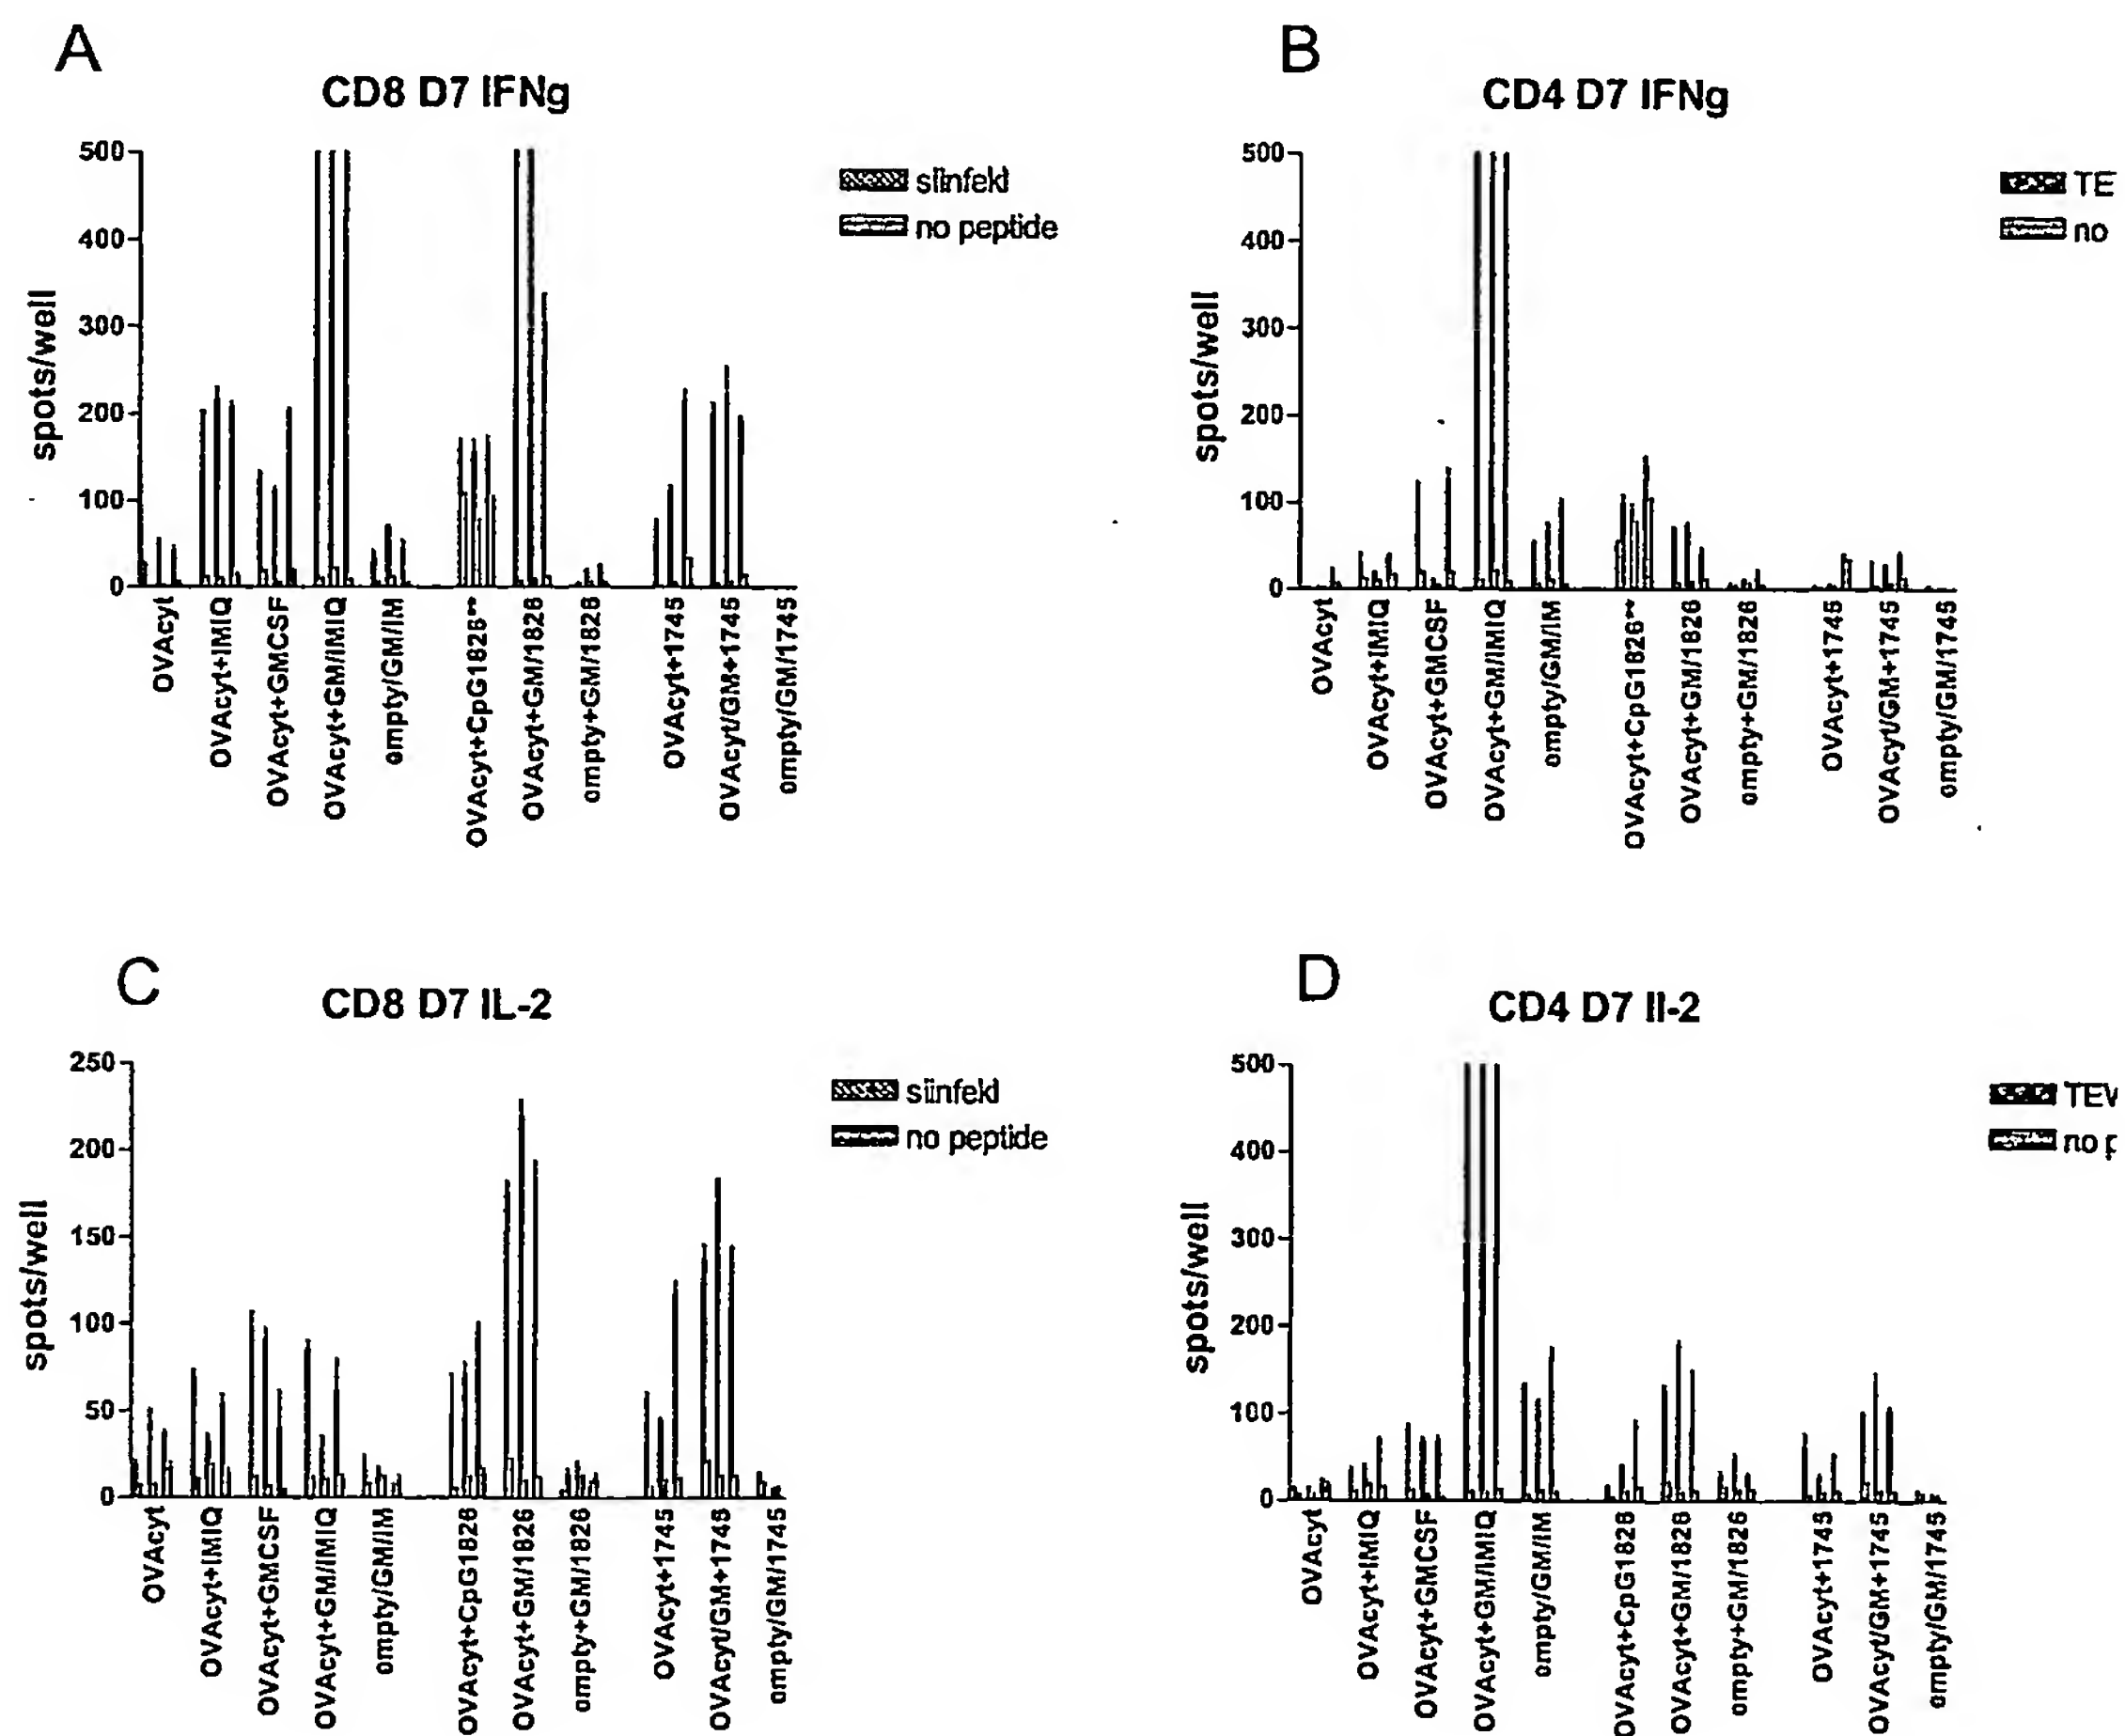 A
CD8 D7 IFNg
500
400
300
200
100
0
spots/well
siinfekl
no peptide
OVAcyt
OVAcyt+IMIQ
OVAcyt+GMCSF
OVAcyt+GM/IMIQ
empty/GM/IM
OVAcyt+CpG1826**
OVAcyt+GM/1826
empty+GM/1826
OVAcyt+1745
OVAcyt/GM+1745
empty/GM/1745
B
CD4 D7 IFNg
500
400
300
200
100
0
spots/well
TE
no
OVAcyt
OVAcyt+IMIQ
OVAcyt+GMCSF
OVAcyt+GM/IMIQ
empty/GM/IM
OVAcyt+CpG1826**
OVAcyt+GM/1826
empty+GM/1826
OVAcyt+1745
OVAcyt/GM+1745
empty/GM/1745
C
CD8 D7 IL-2
250
200
150
100
50
0
spots/well
siinfekl
no peptide
OVAcyt
OVAcyt+IMIQ
OVAcyt+GMCSF
OVAcyt+GM/IMIQ
empty/GM/IM
OVAcyt+CpG1826
OVAcyt+GM/1826
empty+GM/1826
OVAcyt+1745
OVAcyt/GM+1745
empty/GM/1745
D
CD4 D7 Il-2
500
400
300
200
100
0
spots/well
TEV
no p
OVAcyt
OVAcyt+IMIQ
OVAcyt+GMCSF
OVAcyt+GM/IMIQ
empty/GM/IM
OVAcyt+CpG1826
OVAcyt+GM/1826
empty+GM/1826
OVAcyt+1745
OVAcyt/GM+1745
empty/GM/1745